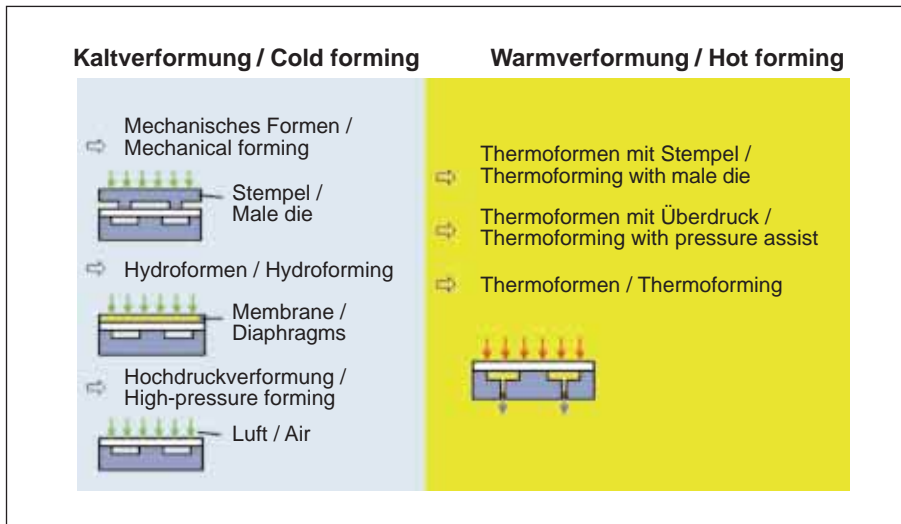 Kaltverformung / Cold forming
Mechanisches Formen /
Mechanical forming
Stempel /
Male die
Hydroformen / Hydroforming
Membrane /
Diaphragms
Hochdruckverformung /
High-pressure forming
Luft / Air
Warmverformung / Hot forming
Thermoformen mit Stempel /
Thermoforming with male die
Thermoformen mit Überdruck /
Thermoforming with pressure assist
Thermoformen / Thermoforming